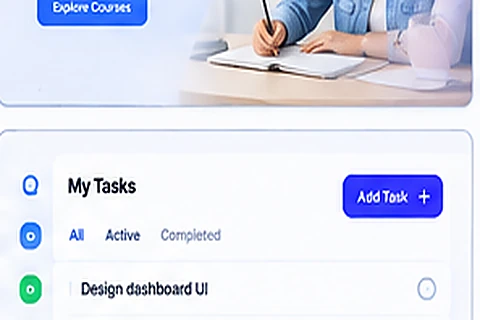 Explore Courses
My Tasks
Add Task +
All Active Completed
Design dashboard UI